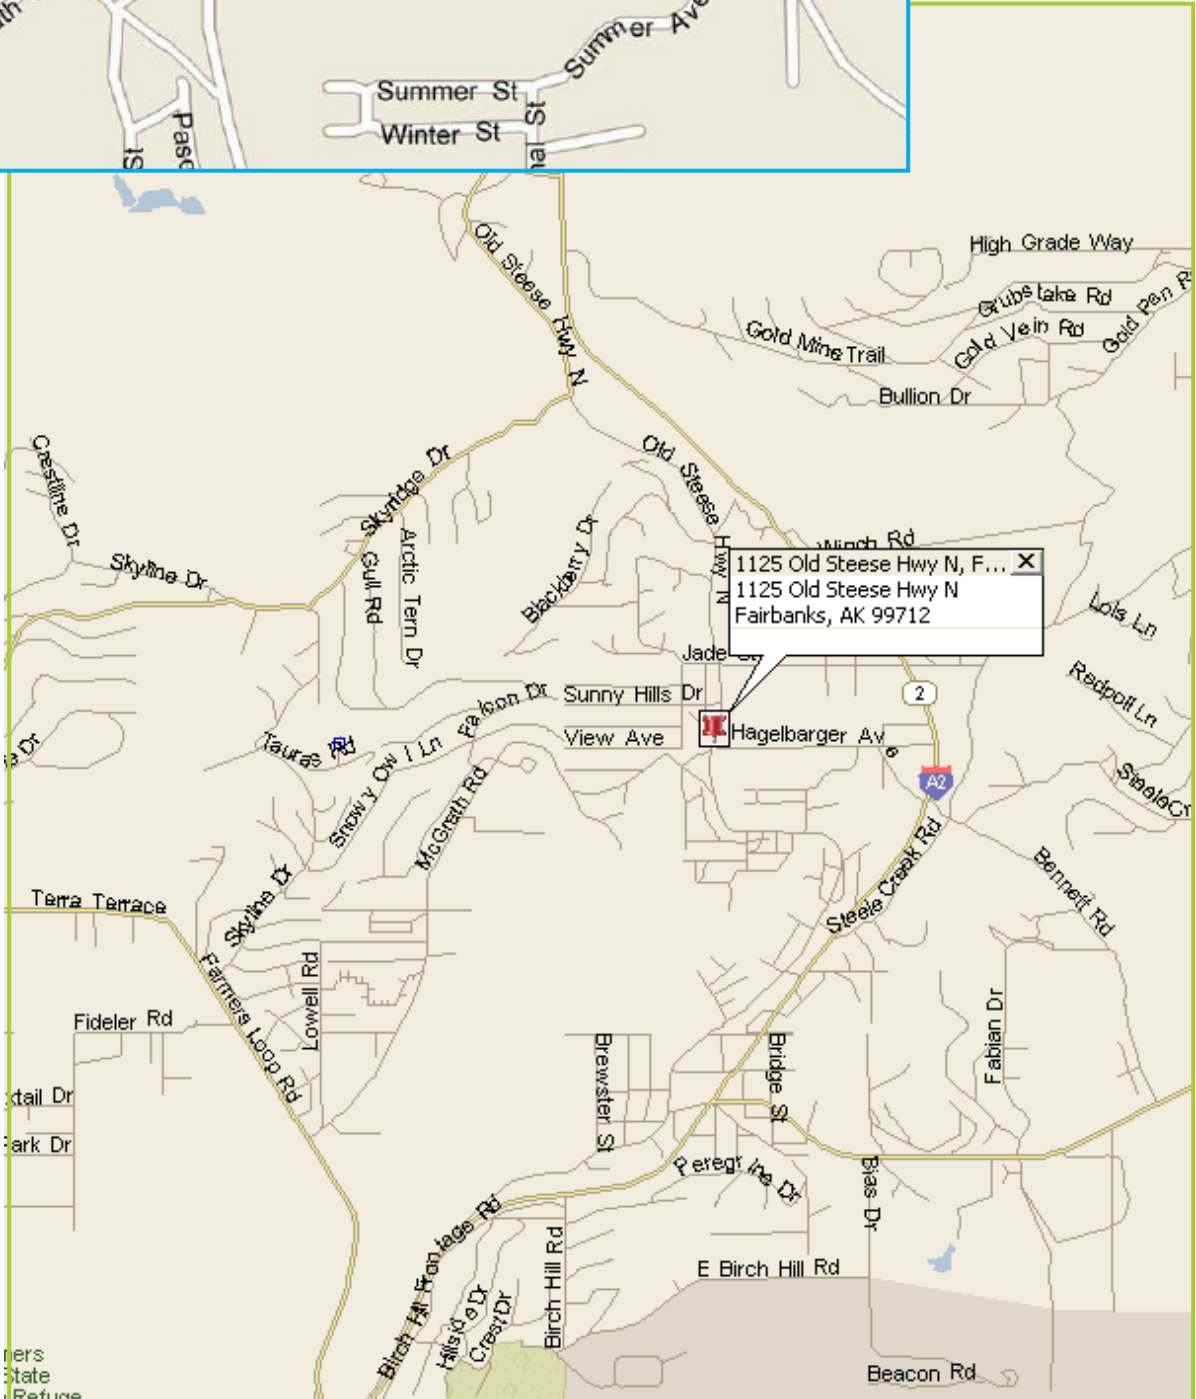 Summer Ave
Summer St
Winter St
St
High Grade Way
Old Steese Hwy N
Grubstake Rd
Gold Vein Rd
Gold Mine Trail
Bullion Dr
Crestline Dr
Skyridge Dr
Old Steese Hwy N
Arctic Tern Dr
Gull Rd
Blackberry Dr
Winch Rd
Skyline Dr
1125 Old Steese Hwy N, F...
1125 Old Steese Hwy N
Fairbanks, AK 99712
Lois Ln
Redpoll Ln
Falcon Dr
Sunny Hills Dr
2
Tauras Rd
Snowy Owl Ln
View Ave
Hagelbarger Av
6
A2
McGrath Rd
Steele Creek Rd
Bennett Rd
Terra Terrace
Skyline Dr
Farmers Loop Rd
Lowell Rd
Fideler Rd
Fabian Dr
Brewster St
Bridge St
Peregrine Dr
Bias Dr
Birch Hill Frontage Rd
Hillside Dr
Crest Dr
Birch Hill Rd
E Birch Hill Rd
Beacon Rd
State
Refuge